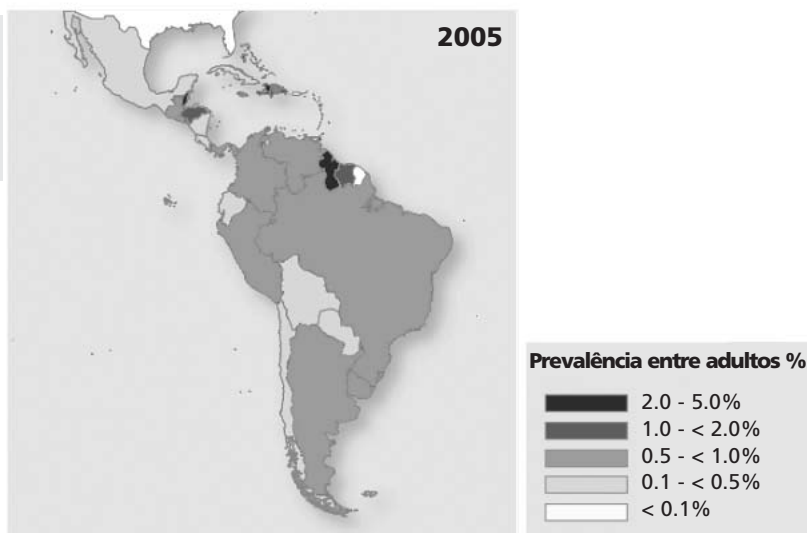 2005
Prevalência entre adultos %
2.0 - 5.0%
1.0 - < 2.0%
0.5 - < 1.0%
0.1 - < 0.5%
< 0.1%